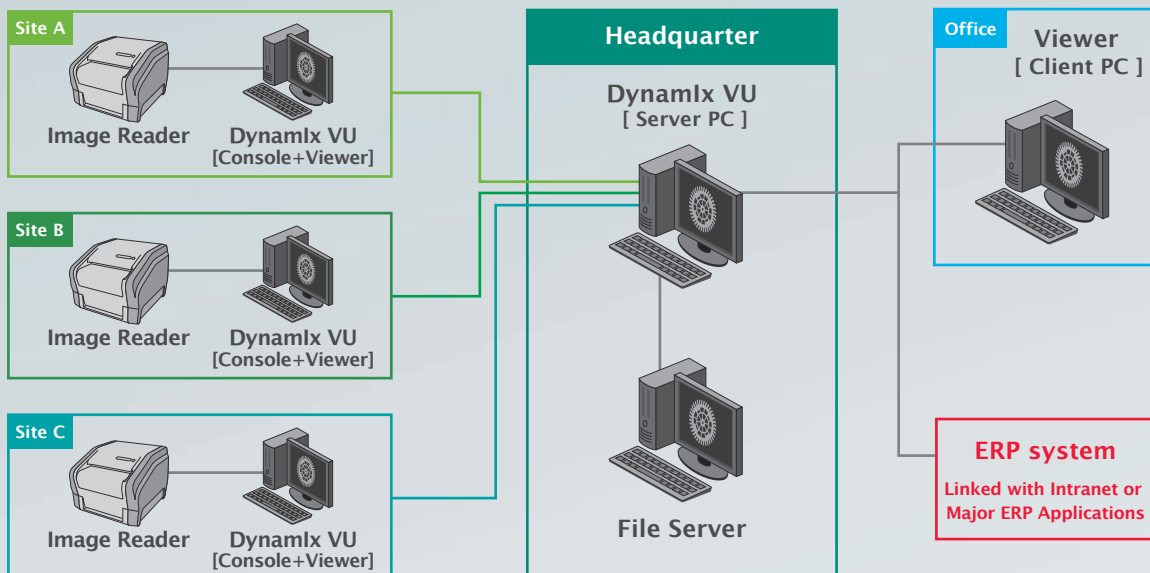 Site A
Image Reader
DynamIx VU
[Console+Viewer]
Site B
Image Reader
DynamIx VU
[Console+Viewer]
Site C
Image Reader
DynamIx VU
[Console+Viewer]
Headquarter
DynamIx VU
[ Server PC ]
File Server
Office
Viewer
[ Client PC ]
ERP system
Linked with Intranet or
Major ERP Applications